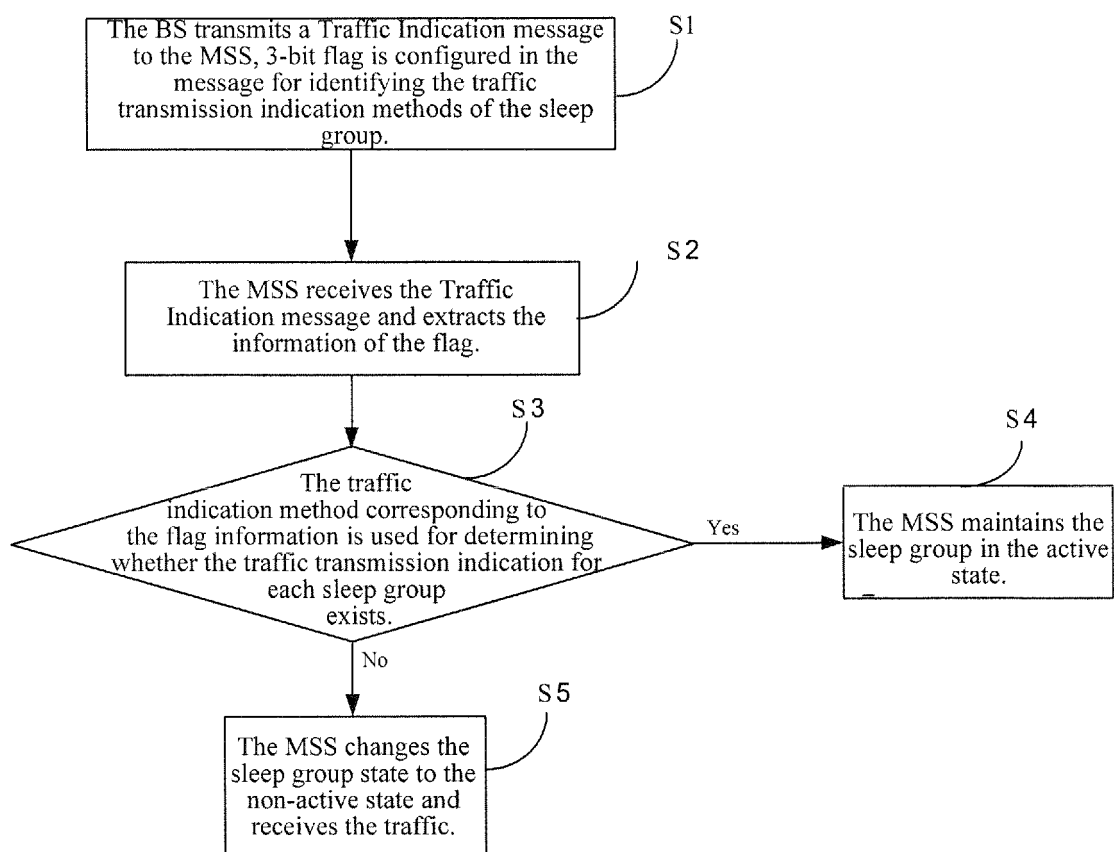 The BS transmits a Traffic Indication message
to the MSS, 3-bit flag is configured in the
message for identifying the traffic
transmission indication methods of the sleep
group.
S1
The MSS receives the Traffic
Indication message and extracts the
information of the flag.
S2
The traffic
indication method corresponding to
the flag information is used for determining
whether the traffic transmission indication for
each sleep group
exists.
S3
Yes
The MSS maintains the
sleep group in the active
state.
S4
No
The MSS changes the
sleep group state to the
non-active state and
receives the traffic.
S5